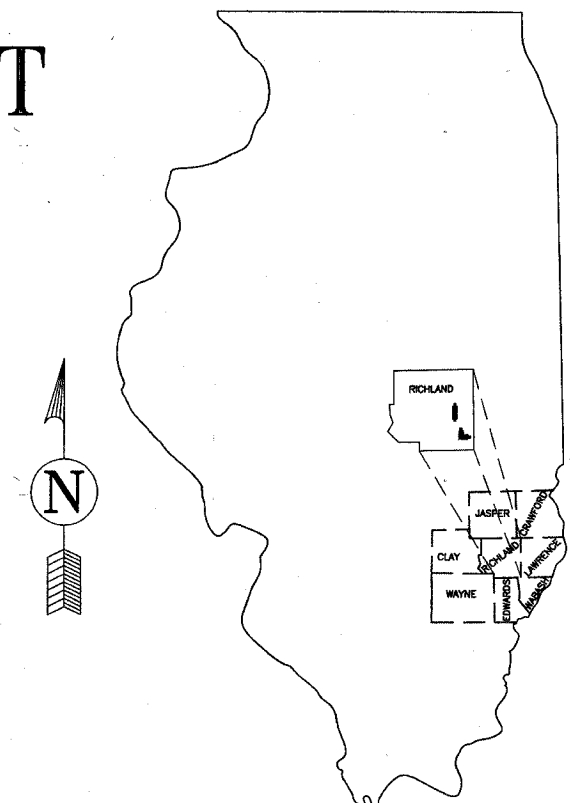 T
N
RICHLAND
JASPER
CRAWFORD
CLAY
RICHLAND
LAWRENCE
WAYNE
EDWARDS
WABASH